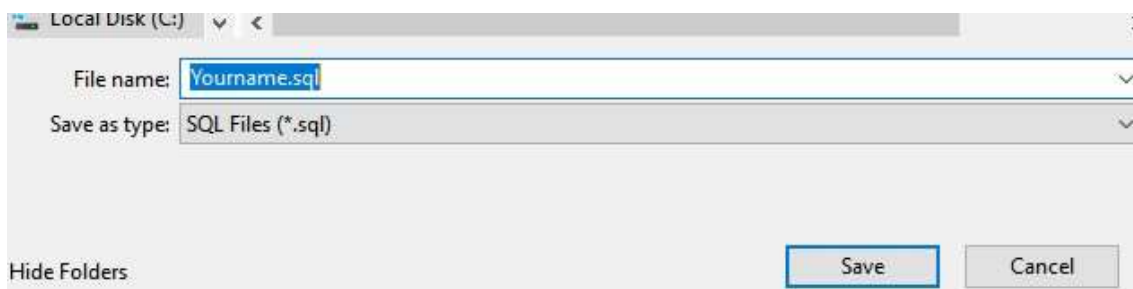 Local Disk (C:)
File name: Yourname.sql
Save as type: SQL Files (*.sql)
Save Cancel
Hide Folders